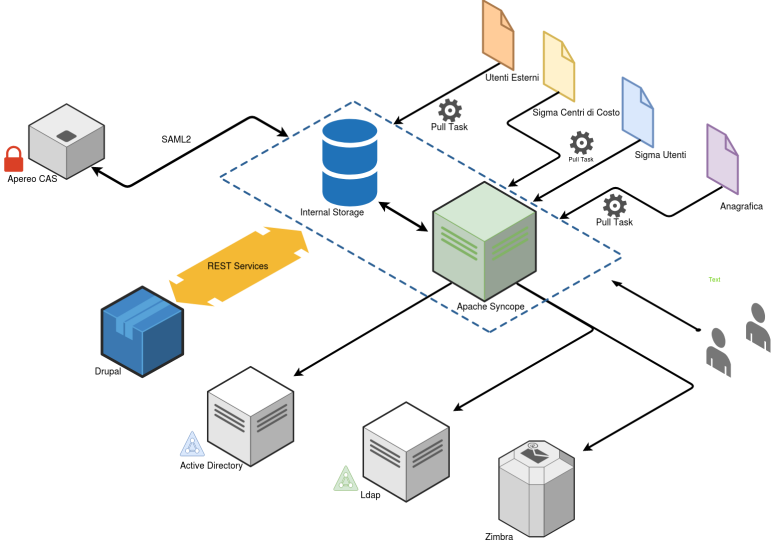 Utenti Esterni
Sigma Centri di Costo
Pull Task
SAML2
Pull Task
Sigma Utenti
Apereo CAS
Anagrafica
Internal Storage
Pull Task
REST Services
Text
Apache Syncope
Drupal
Active Directory
Ldap
Zimbra